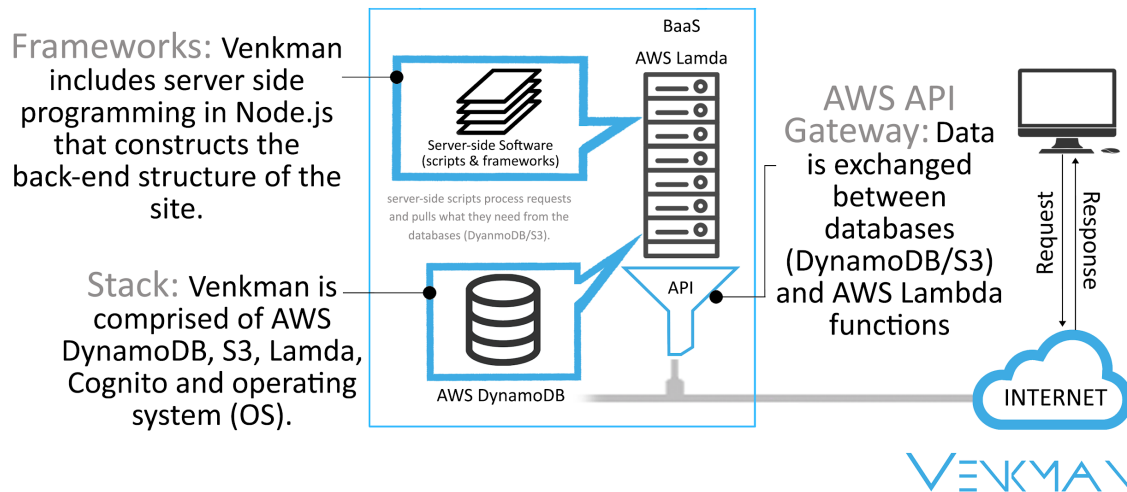 Frameworks: Venkman
includes server side
programming in Node.js
that constructs the
back-end structure of the
site.
Stack: Venkman is
comprised of AWS
DynamoDB, S3, Lamda,
Cognito and operating
system (OS).
BaaS
AWS Lamda
Server-side Software
(scripts & frameworks)
server-side scripts process requests
and pulls what they need from the
databases (DyanmoDB/S3).
AWS DynamoDB
API
AWS API
Gateway: Data
is exchanged
between
databases
(DynamoDB/S3)
and AWS Lambda
functions
Request
Response
INTERNET
VENKMAN